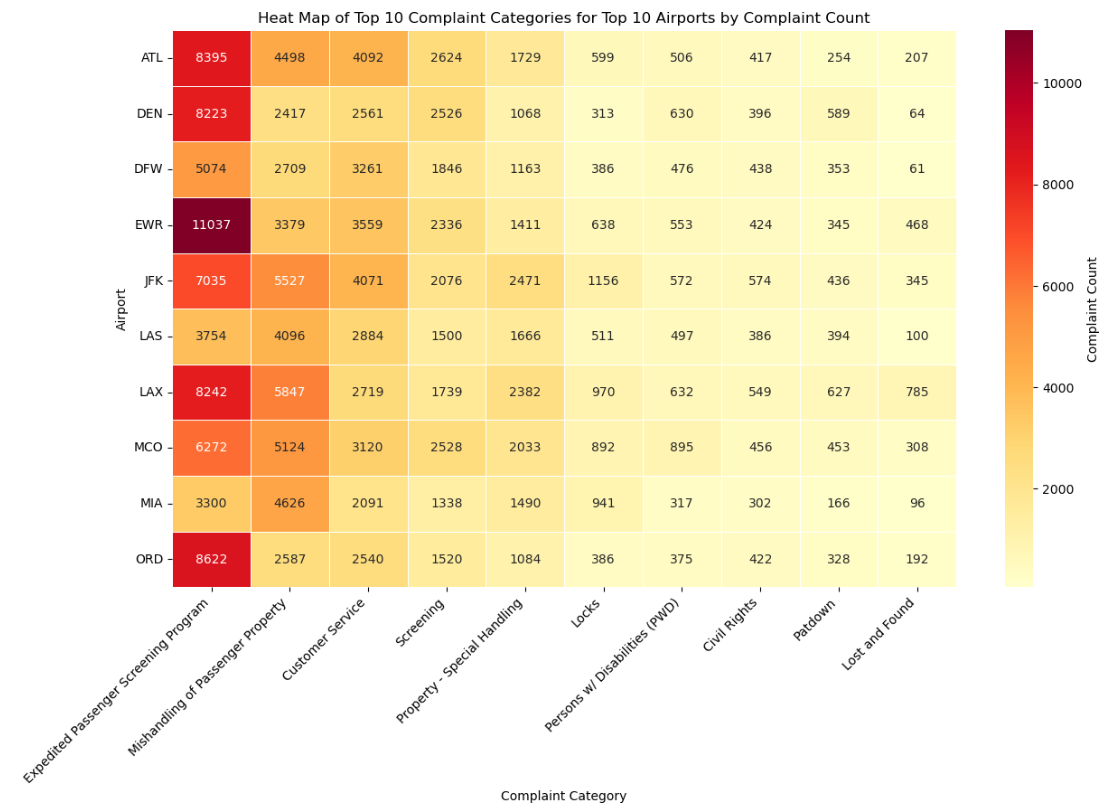 Heat Map of Top 10 Complaint Categories for Top 10 Airports by Complaint Count
ATL 8395 4498 4092 2624 1729 599 506 417 254 207
DEN 8223 2417 2561 2526 1068 313 630 396 589 64
DFW 5074 2709 3261 1846 1163 386 476 438 353 61
EWR 11037 3379 3559 2336 1411 638 553 424 345 468
JFK 7035 5527 4071 2076 2471 1156 572 574 436 345
LAS 3754 4096 2884 1500 1666 511 497 386 394 100
LAX 8242 5847 2719 1739 2382 970 632 549 627 785
MCO 6272 5124 3120 2528 2033 892 895 456 453 308
MIA 3300 4626 2091 1338 1490 941 317 302 166 96
ORD 8622 2587 2540 1520 1084 386 375 422 328 192
Airport
Expedited Passenger Screening Program
Mishandling of Passenger Property
Customer Service
Screening
Property - Special Handling
Locks
Persons w/ Disabilities (PWD)
Civil Rights
Patdown
Lost and Found
Complaint Category
10000
8000
6000
4000
2000
Complaint Count